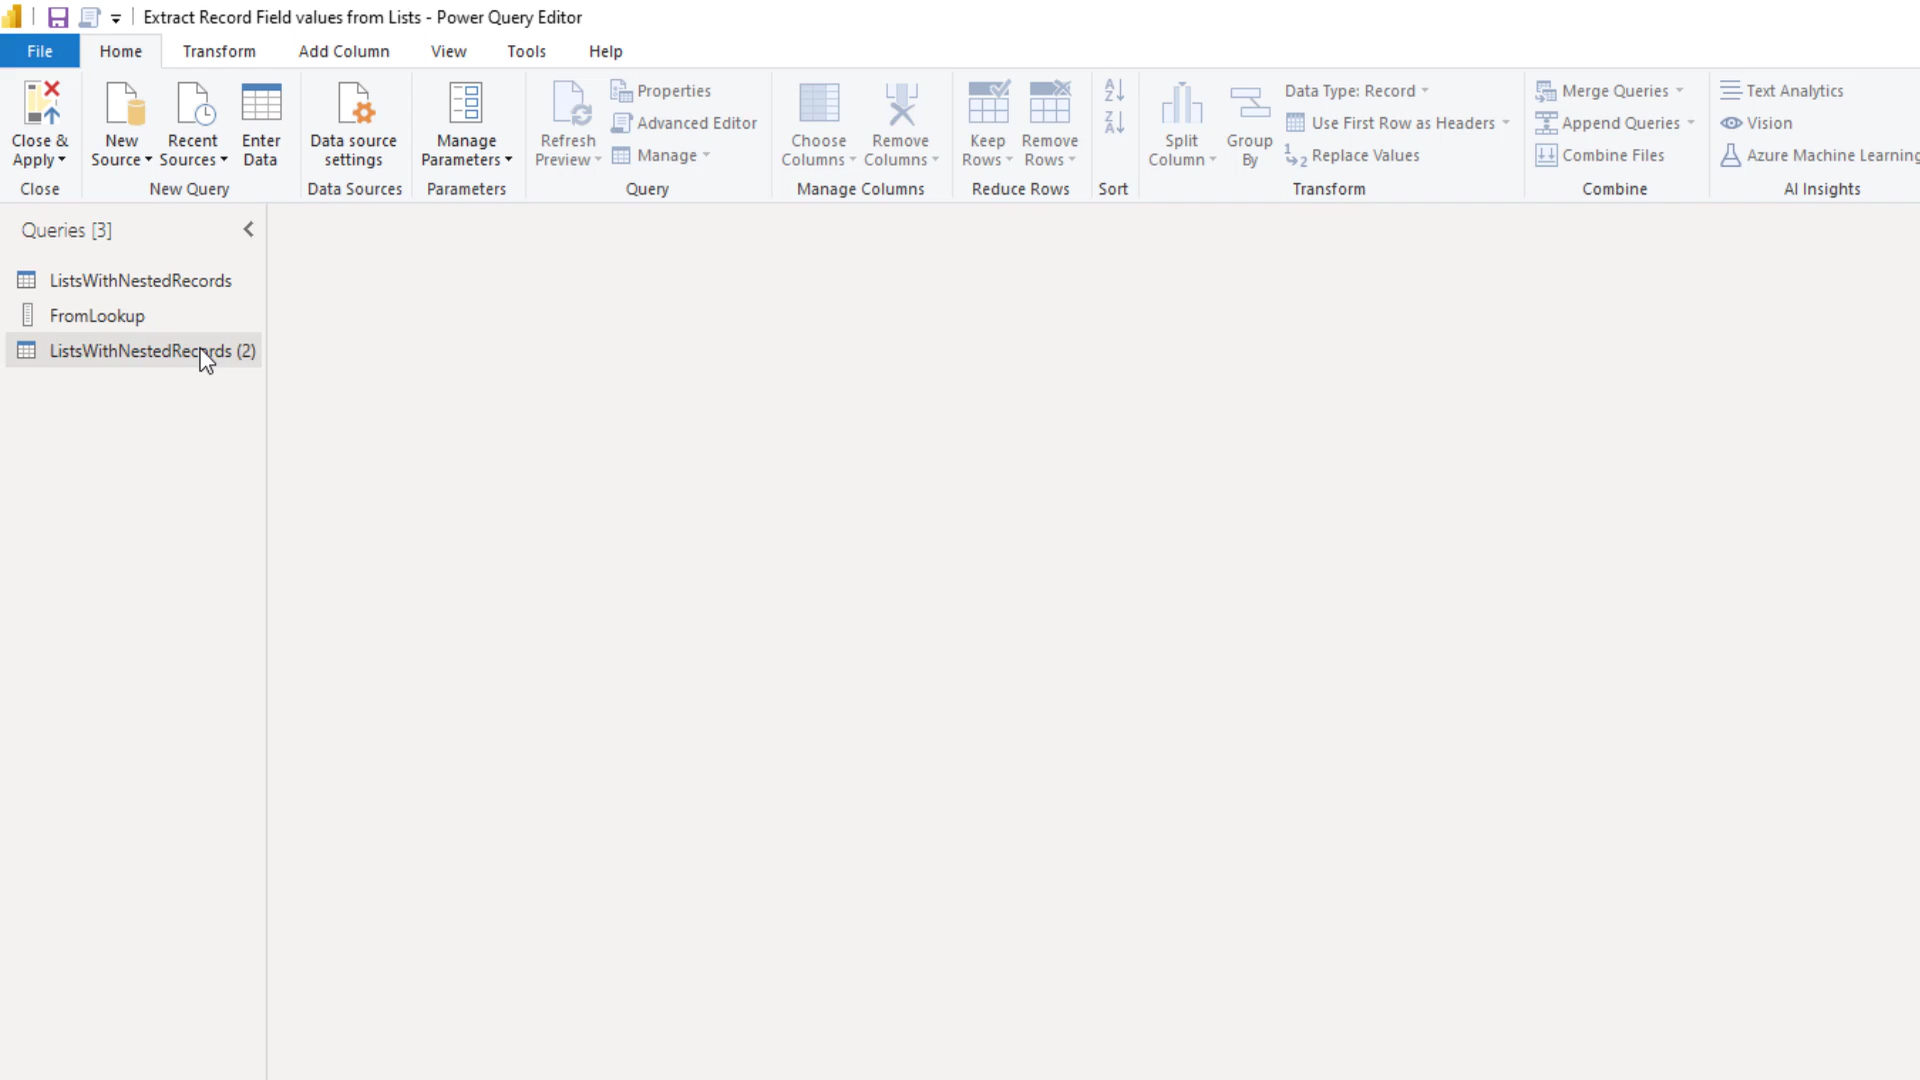 Extract Record Field values from Lists - Power Query Editor
File Home Transform Add Column View Tools Help
Close & Apply
New Source
Recent Sources
Enter Data
Data source settings
Manage Parameters
Refresh Preview
Properties
Advanced Editor
Manage
Choose Columns
Remove Columns
Keep Rows
Remove Rows
A
Z
Z
A
Split Column
Group By
Data Type: Record
Use First Row as Headers
1
2
Replace Values
Merge Queries
Append Queries
Combine Files
Text Analytics
Vision
Azure Machine Learning
Close New Query Data Sources Parameters Query Manage Columns Reduce Rows Sort Transform Combine AI Insights
Queries [3]
ListsWithNestedRecords
FromLookup
ListsWithNestedRecords (2)